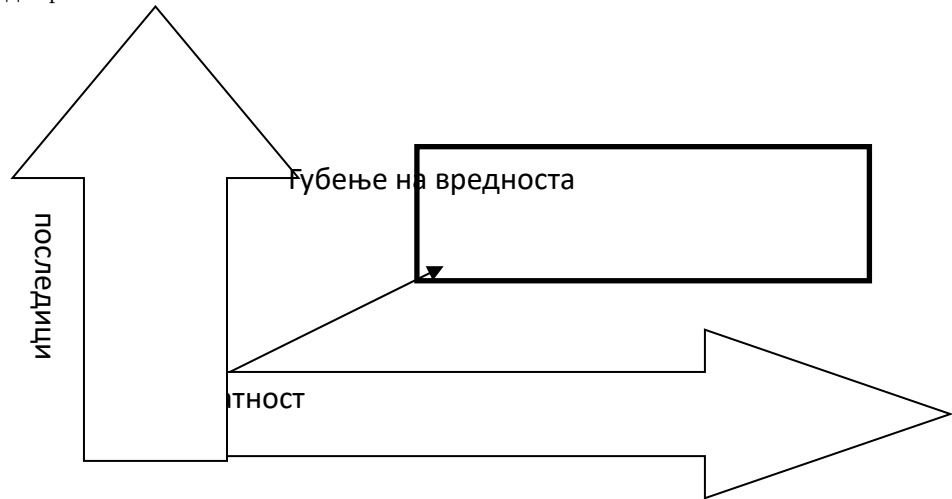 Губење на вредноста
последици
тност